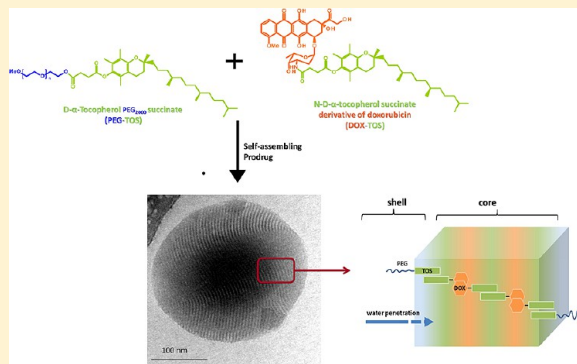 D-α-Tocopherol PEG2000 succinate
(PEG-TOS)
+
N-D-α-tocopherol succinate
derivative of doxorubicin
(DOX-TOS)
Self-assembling
Prodrug
100 nm
shell
core
PEG
TOS
DOX
water penetration